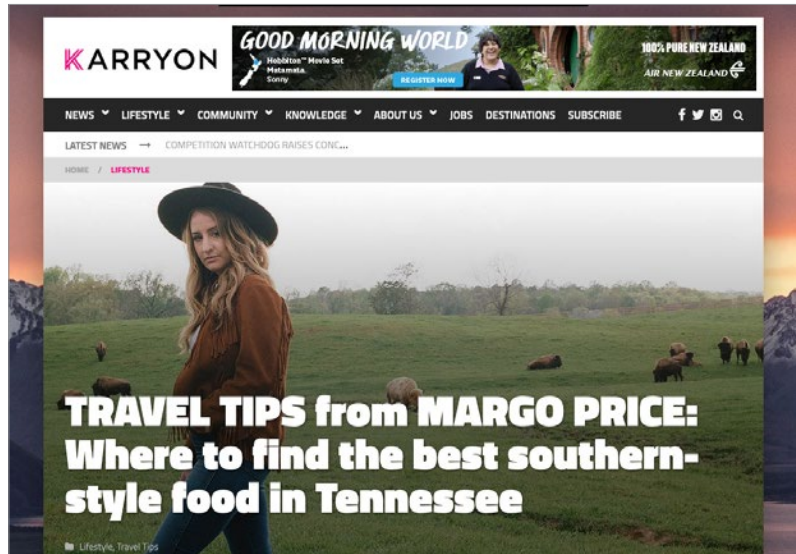 KARRYON
GOOD MORNING WORLD
Hobbiton™ Movie Set
Matamata.
Sonny
REGISTER NOW
100% PURE NEW ZEALAND
AIR NEW ZEALAND
NEWS LIFESTYLE COMMUNITY KNOWLEDGE ABOUT US JOBS DESTINATIONS SUBSCRIBE
LATEST NEWS → COMPETITION WATCHDOG RAISES CONC...
HOME / LIFESTYLE
TRAVEL TIPS from MARGO PRICE:
Where to find the best southern-
style food in Tennessee
Lifestyle, Travel Tips